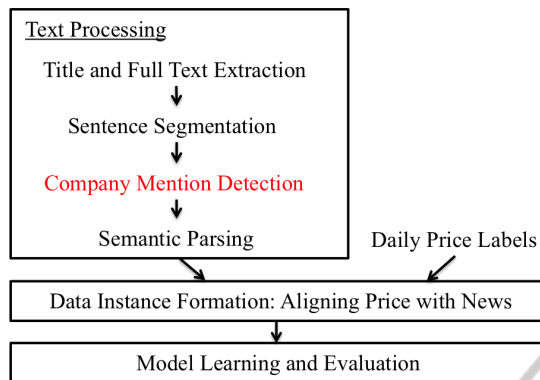 Text Processing
Title and Full Text Extraction
Sentence Segmentation
Company Mention Detection
Semantic Parsing
Daily Price Labels
Data Instance Formation: Aligning Price with News
Model Learning and Evaluation